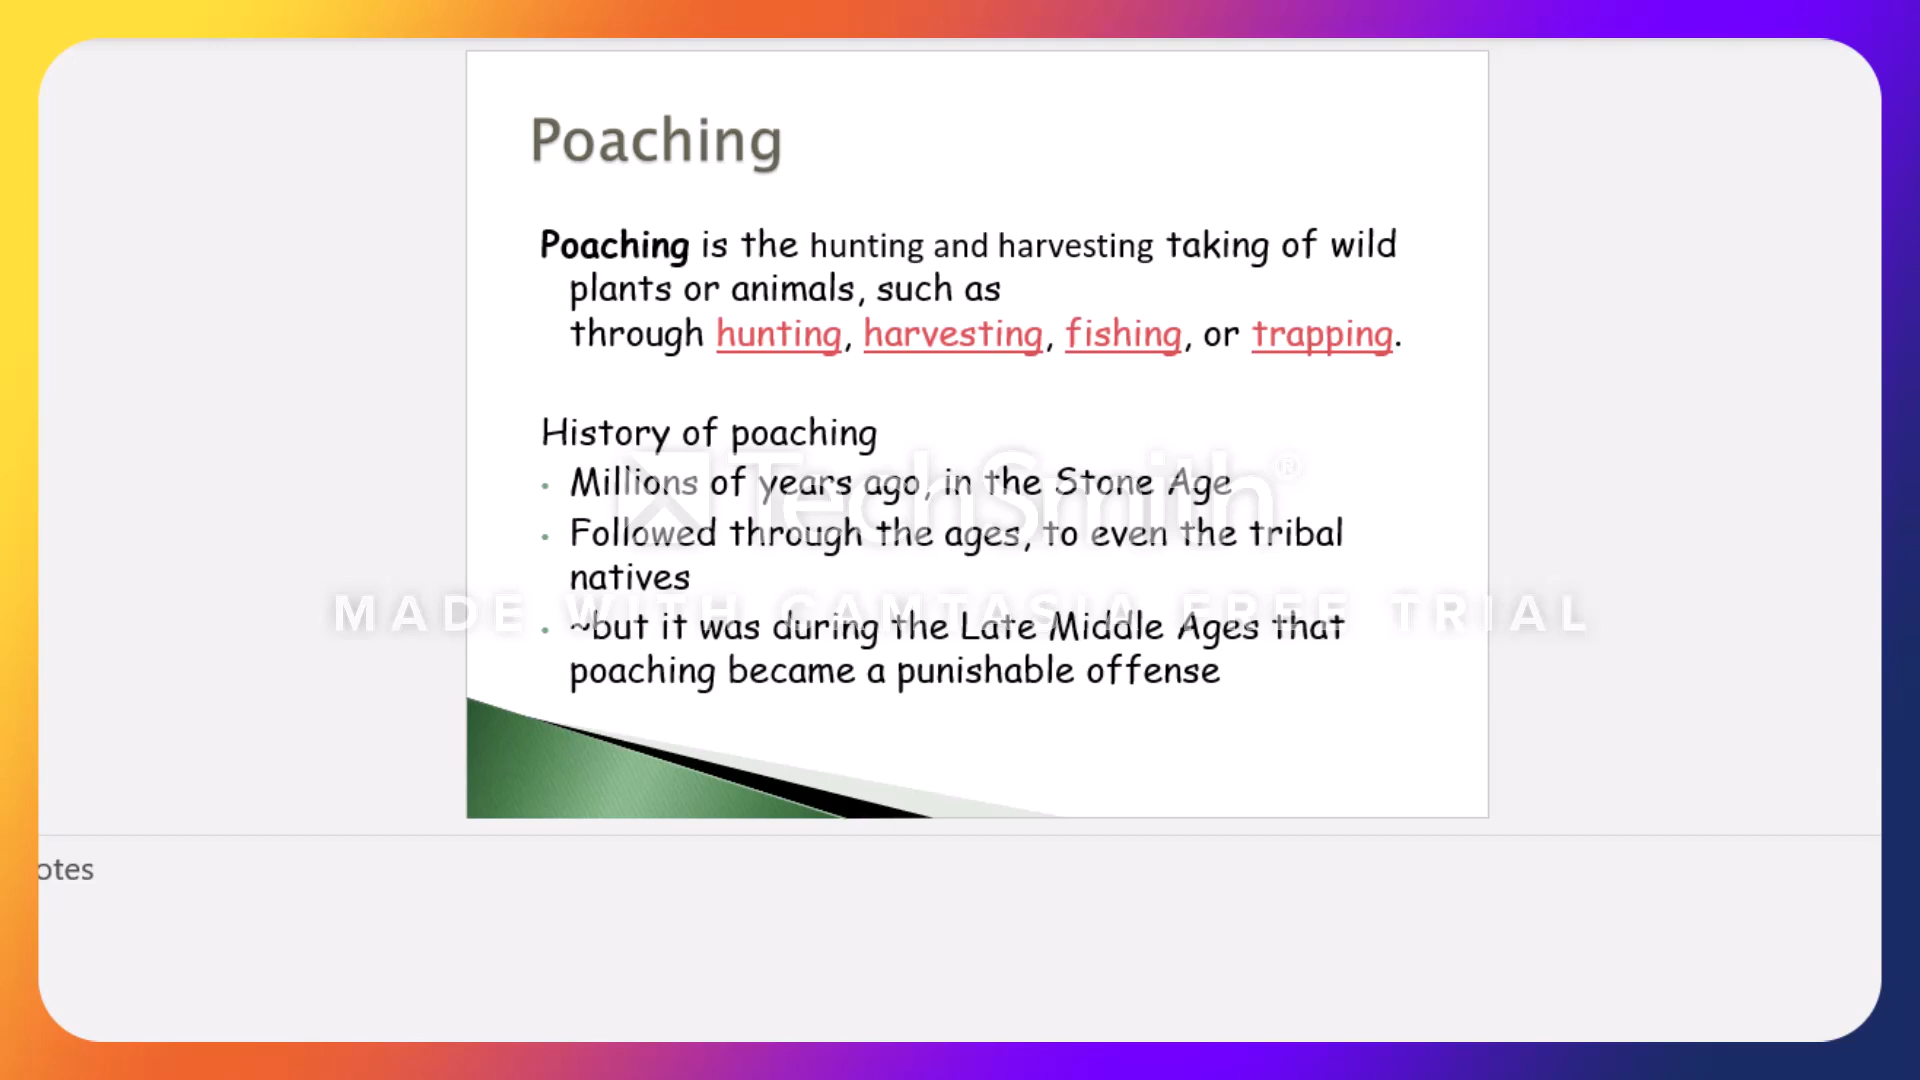 Poaching
Poaching is the hunting and harvesting taking of wild
plants or animals, such as
through hunting, harvesting, fishing, or trapping.
History of poaching
• Millions of years ago, in the Stone Age
• Followed through the ages, to even the tribal
natives
• ~but it was during the Late Middle Ages that
poaching became a punishable offense
TechSmith®
MADE WITH CAMTASIA FREE TRIAL
otes